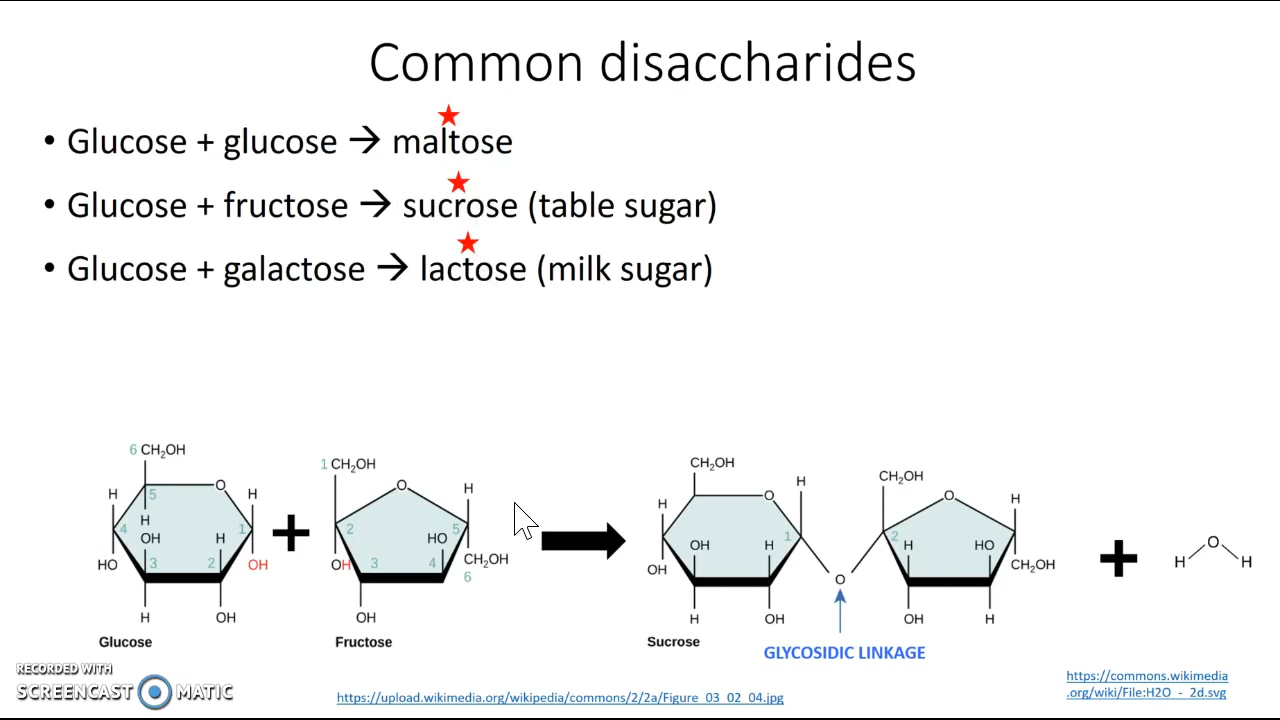 Common disaccharides
• Glucose + glucose → maltose
• Glucose + fructose → sucrose (table sugar)
• Glucose + galactose → lactose (milk sugar)
6 CH₂OH
H
5
O
H
4
H
OH
H
1
HO
3
2
OH
H
OH
Glucose
+
1 CH₂OH
O
H
2
HO
5
OH
3
4
CH₂OH
6
OH
Fructose
CH₂OH
H
O
H
OH
H
1
OH
H
OH
Sucrose
O
GLYCOSIDIC LINKAGE
CH₂OH
O
H
2
H
HO
CH₂OH
OH
H
+
H
O
H
RECORDED WITH
SCREENCAST MATIC
https://upload.wikimedia.org/wikipedia/commons/2/2a/Figure_03_02_04.jpg
https://commons.wikimedia
.org/wiki/File:H2O_-_2d.svg